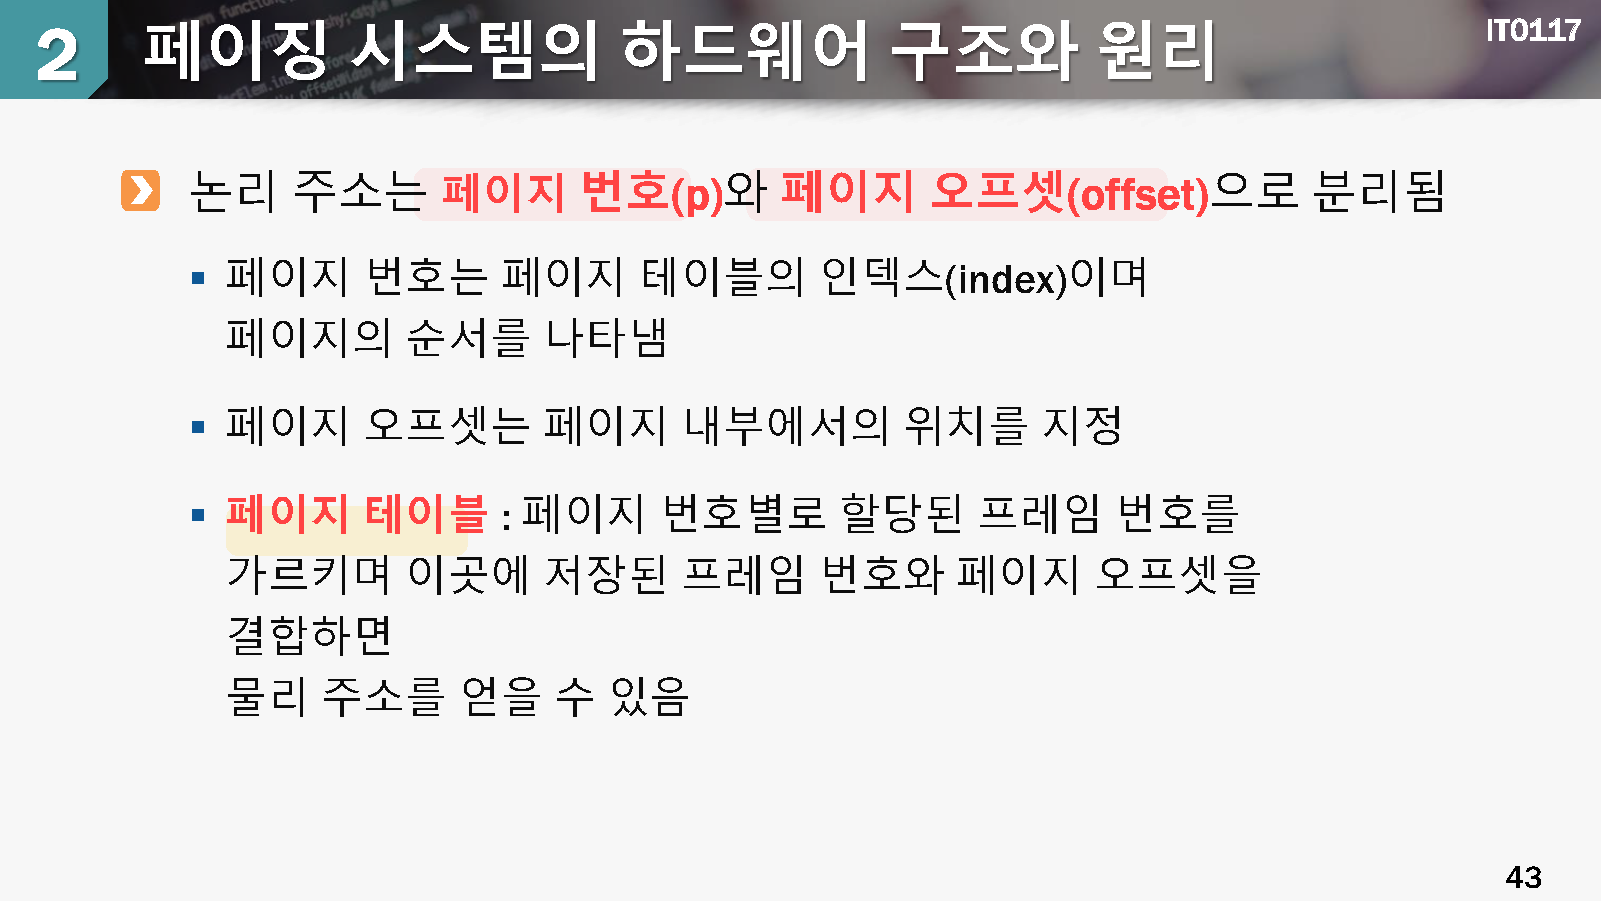 2 페이징 시스템의 하드웨어 구조와 원리
IT0117
논리 주소는 페이지 번호(p)와 페이지 오프셋(offset)으로 분리됨
페이지 번호는 페이지 테이블의 인덱스(index)이며
페이지의 순서를 나타냄
페이지 오프셋는 페이지 내부에서의 위치를 지정
페이지 테이블 : 페이지 번호별로 할당된 프레임 번호를
가르키며 이곳에 저장된 프레임 번호와 페이지 오프셋을
결합하면
물리 주소를 얻을 수 있음
43